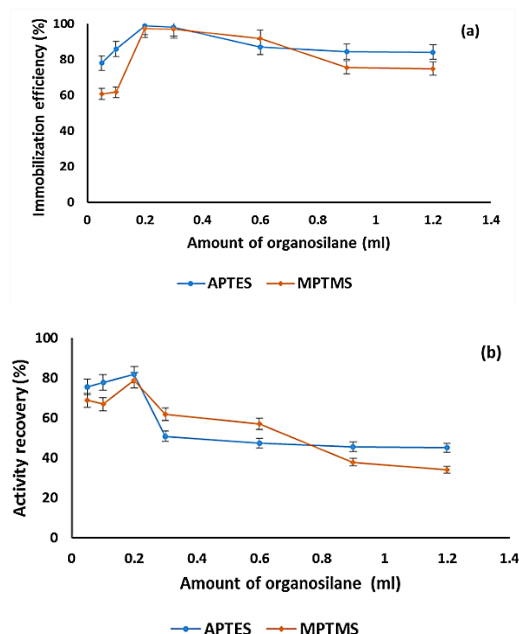 (a)
Immobilization efficiency (%)
100
80
60
40
20
0
0 0.2 0.4 0.6 0.8 1 1.2 1.4
Amount of organosilane (ml)
APTES MPTMS
(b)
Activity recovery (%)
100
80
60
40
20
0
0 0.2 0.4 0.6 0.8 1.0 1.2 1.4
Amount of organosilane (ml)
APTES MPTMS